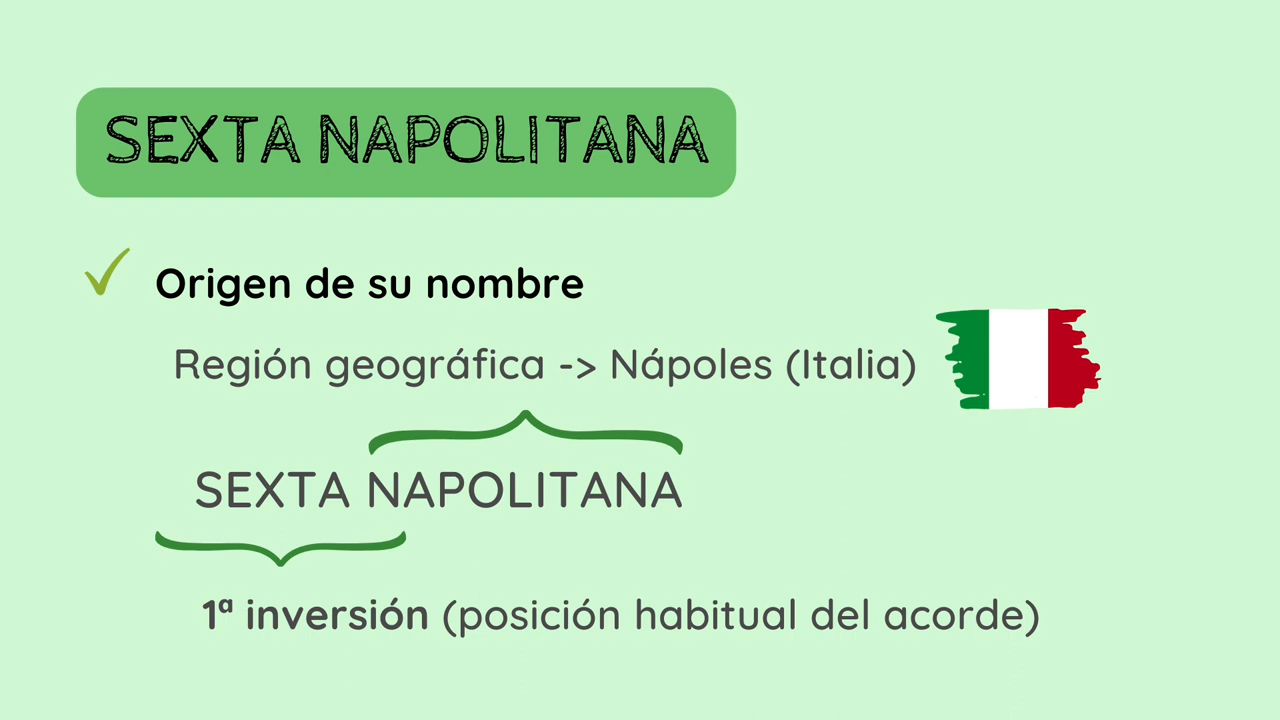 SEXTA NAPOLITANA
Origen de su nombre
Región geográfica -> Nápoles (Italia)
SEXTA NAPOLITANA
1ª inversión (posición habitual del acorde)